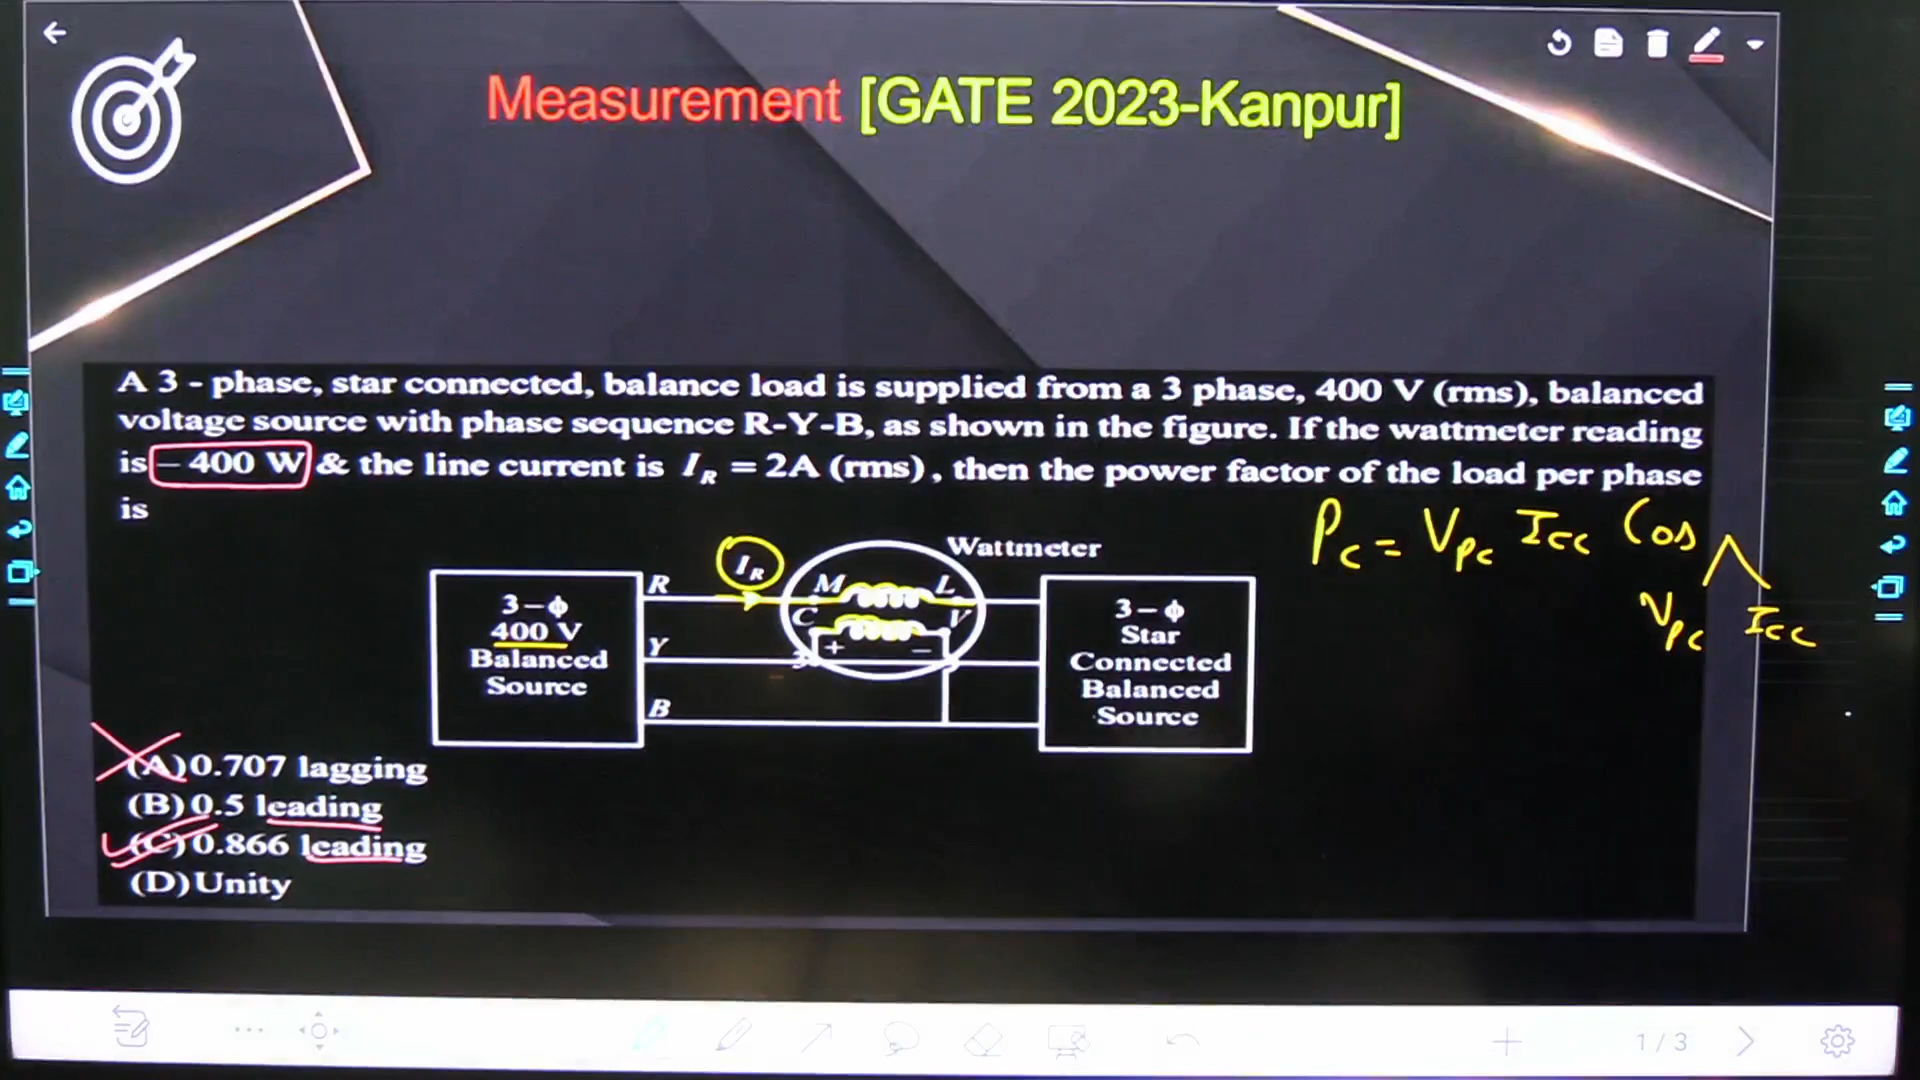 Measurement [GATE 2023-Kanpur]
A 3 - phase, star connected, balance load is supplied from a 3 phase, 400 V (rms), balanced
voltage source with phase sequence R-Y-B, as shown in the figure. If the wattmeter reading
is – 400 W & the line current is I_R = 2A (rms), then the power factor of the load per phase
is
P_C = V_PC I_CC Cos
V_PC I_CC
Wattmeter
R I_R M L
3-ϕ
400 V
Balanced
Source
C V
Y + −
B
3-ϕ
Star
Connected
Balanced
Source
(A) 0.707 lagging
(B) 0.5 leading
(C) 0.866 leading
(D) Unity
1 / 3